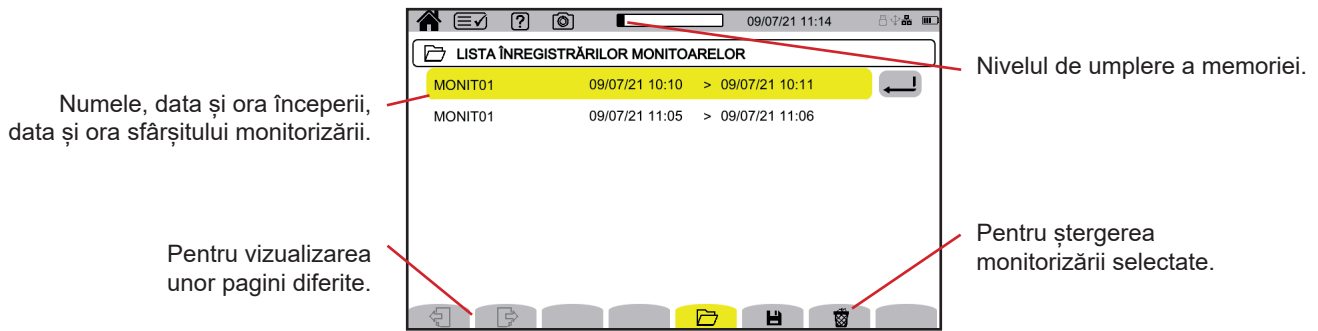 09/07/21 11:14
LISTA ÎNREGISTRĂRILOR MONITOARELOR
Nivelul de umplere a memoriei.
MONIT01 09/07/21 10:10 > 09/07/21 10:11
Numele, data și ora începerii,
data și ora sfârșitului monitorizării.
MONIT01 09/07/21 11:05 > 09/07/21 11:06
Pentru vizualizarea
unor pagini diferite.
Pentru ștergerea
monitorizării selectate.